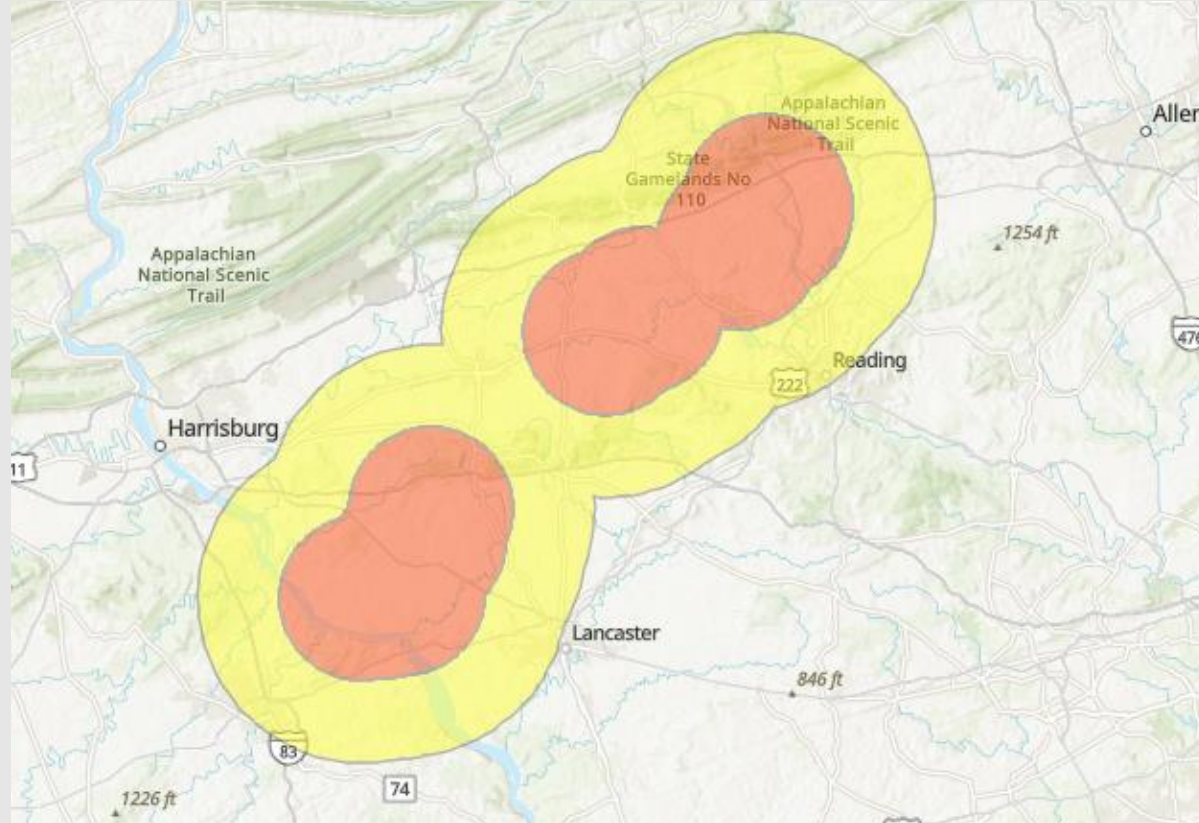 Appalachian
National Scenic
Trail
Aller
State
Gamelands No
110
1254 ft
Appalachian
National Scenic
Trail
476
Reading
222
Harrisburg
11
Lancaster
846 ft
83
74
1226 ft